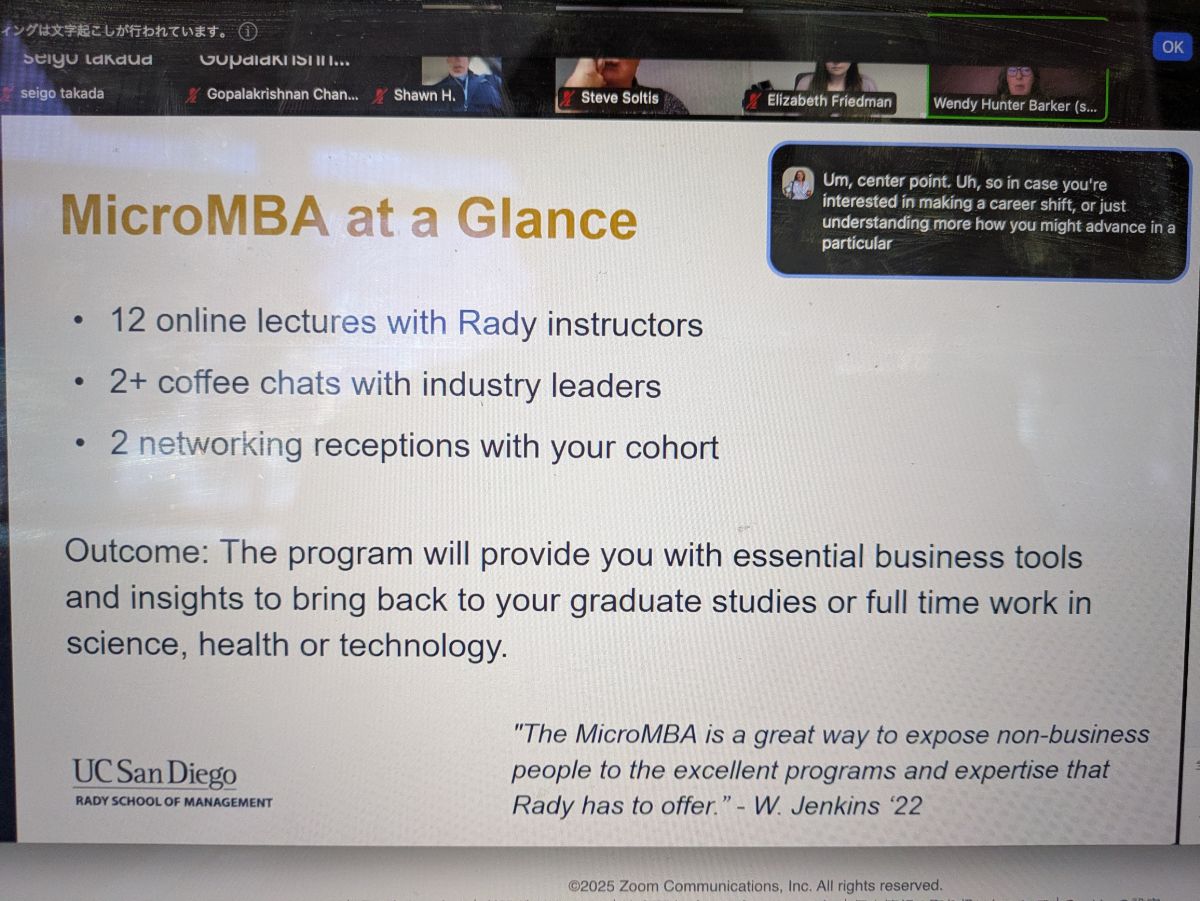 ィングは文字起こしが行われています。
OK
seigo takada
Gopalakrishn...
seigo takada
Gopalakrishnan Chan...
Shawn H.
Steve Soltis
Elizabeth Friedman
Wendy Hunter Barker (s...
Um, center point. Uh, so in case you're
interested in making a career shift, or just
understanding more how you might advance in a
particular
MicroMBA at a Glance
• 12 online lectures with Rady instructors
• 2+ coffee chats with industry leaders
• 2 networking receptions with your cohort
Outcome: The program will provide you with essential business tools
and insights to bring back to your graduate studies or full time work in
science, health or technology.
"The MicroMBA is a great way to expose non-business
people to the excellent programs and expertise that
Rady has to offer.” - W. Jenkins ‘22
UC San Diego
RADY SCHOOL OF MANAGEMENT
©2025 Zoom Communications, Inc. All rights reserved.